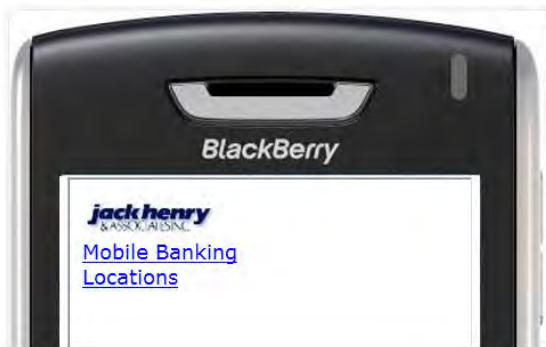 BlackBerry
jack henry
& ASSOCIATES INC.
Mobile Banking
Locations